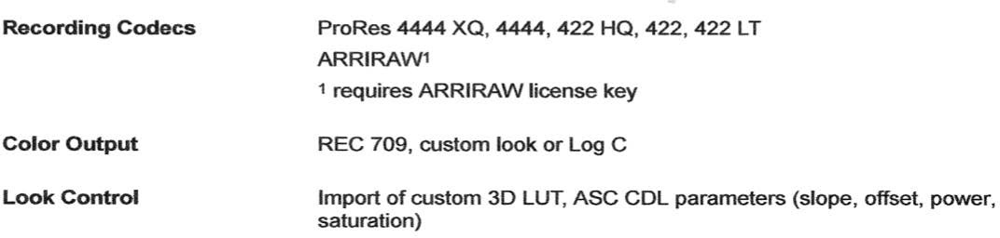 Recording Codecs ProRes 4444 XQ, 4444, 422 HQ, 422, 422 LT
ARRIRAW¹
¹ requires ARRIRAW license key
Color Output REC 709, custom look or Log C
Look Control Import of custom 3D LUT, ASC CDL parameters (slope, offset, power,
saturation)